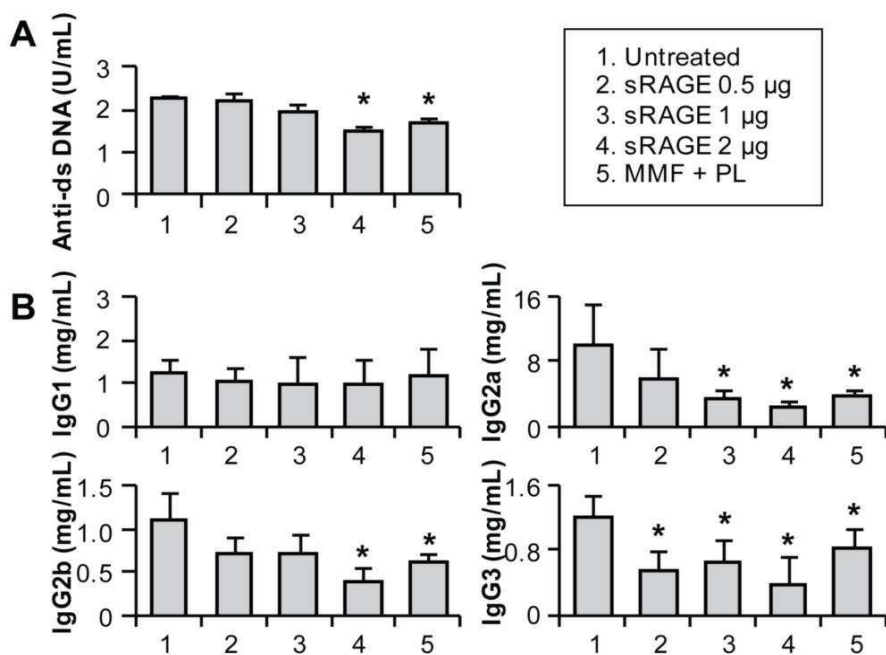 A
Anti-ds DNA (U/mL)
3
2
1
0
* *
1 2 3 4 5
1. Untreated
2. sRAGE 0.5 µg
3. sRAGE 1 µg
4. sRAGE 2 µg
5. MMF + PL
B
IgG1 (mg/mL)
3
2
1
0
1 2 3 4 5
IgG2a (mg/mL)
16
8
0
* * *
1 2 3 4 5
IgG2b (mg/mL)
1.5
1.0
0.5
0
* *
1 2 3 4 5
IgG3 (mg/mL)
1.6
0.8
0
* * * *
1 2 3 4 5